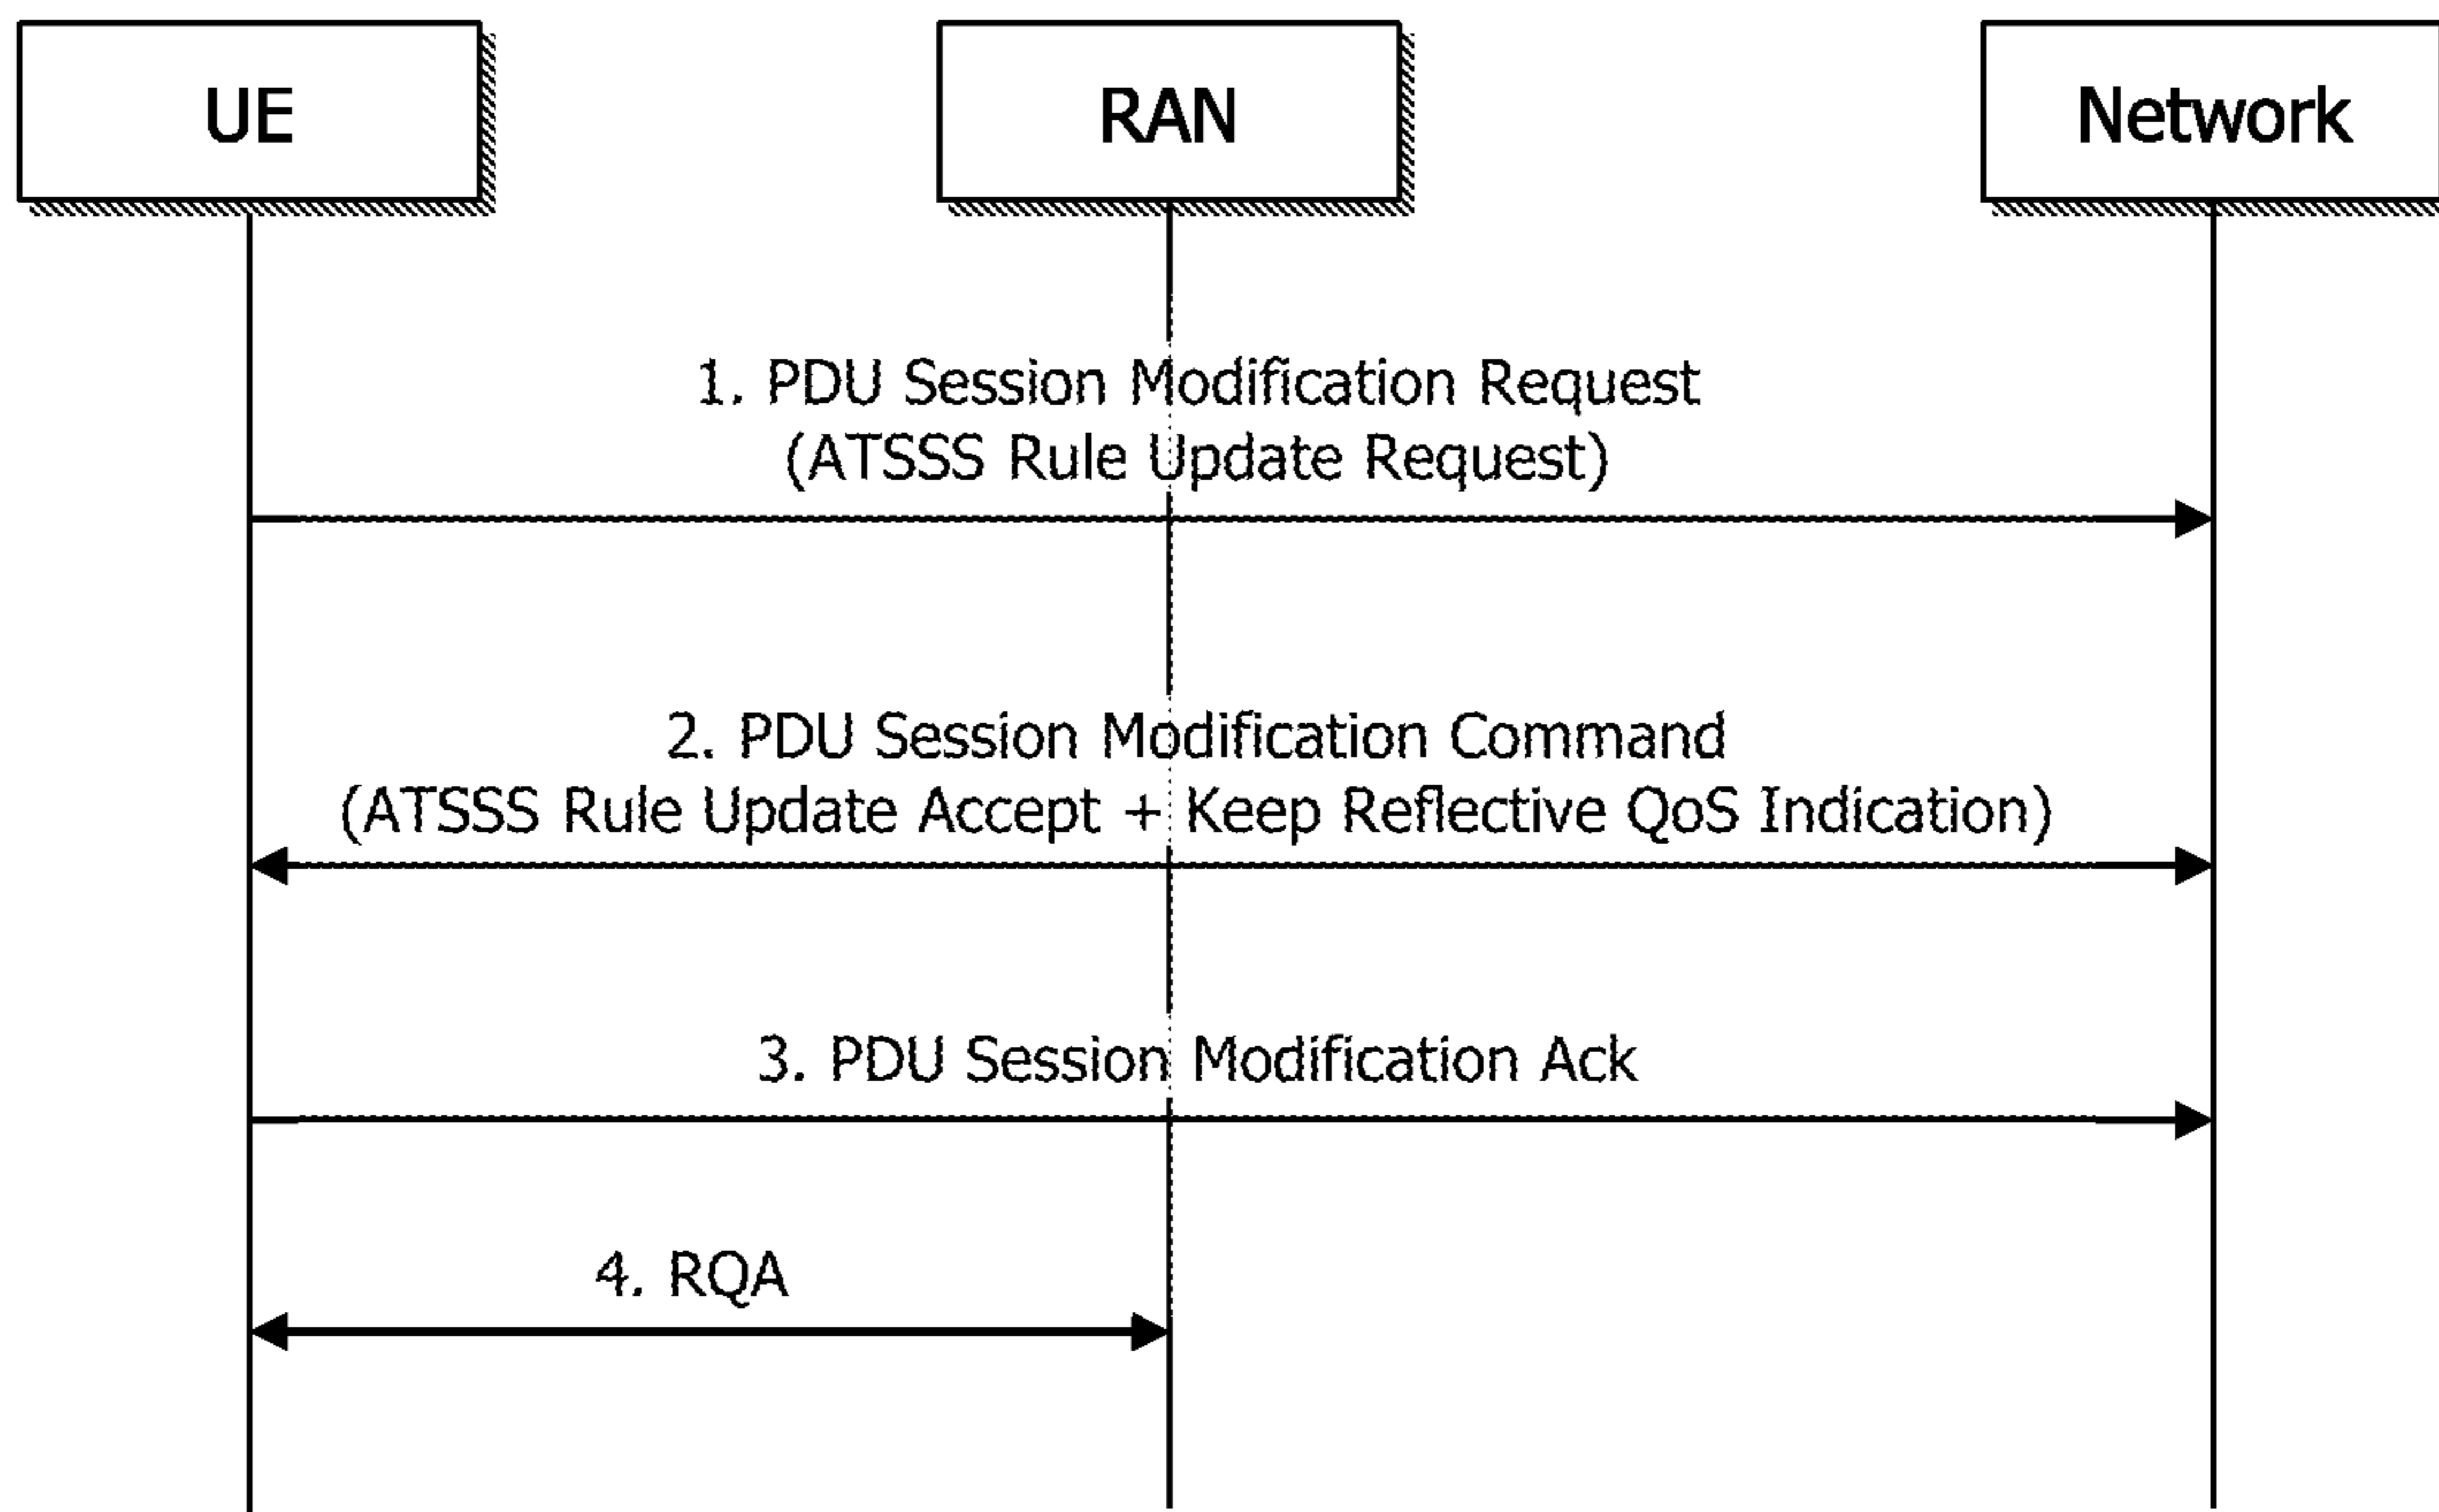 UE
RAN
Network
1. PDU Session Modification Request
(ATSSS Rule Update Request)
2. PDU Session Modification Command
(ATSSS Rule Update Accept + Keep Reflective QoS Indication)
3. PDU Session Modification Ack
4. RQA